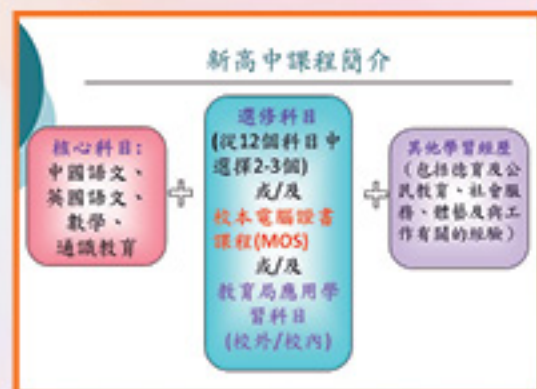 新高中課程簡介
核心科目:
中國語文、
英國語文、
數學、
通識教育
選修科目
(從12個科目中
選擇2-3個)
或/及
校本電腦證書
課程(MOS)
或/及
教育局應用學
習科目
(校外/校內)
其他學習經歷
(包括德育及公
民教育、社會服
務、體藝及與工
作有關的經驗)